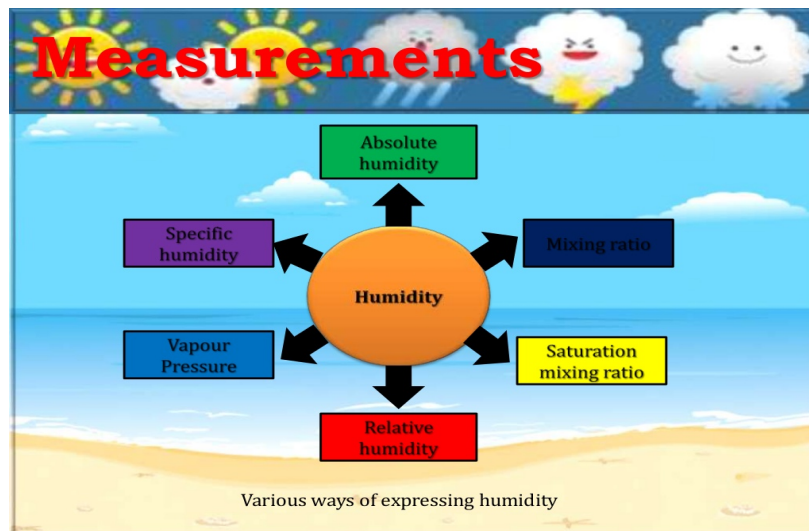 Measurements
Absolute
humidity
Specific
humidity
Mixing ratio
Humidity
Vapour
Pressure
Saturation
mixing ratio
Relative
humidity
Various ways of expressing humidity